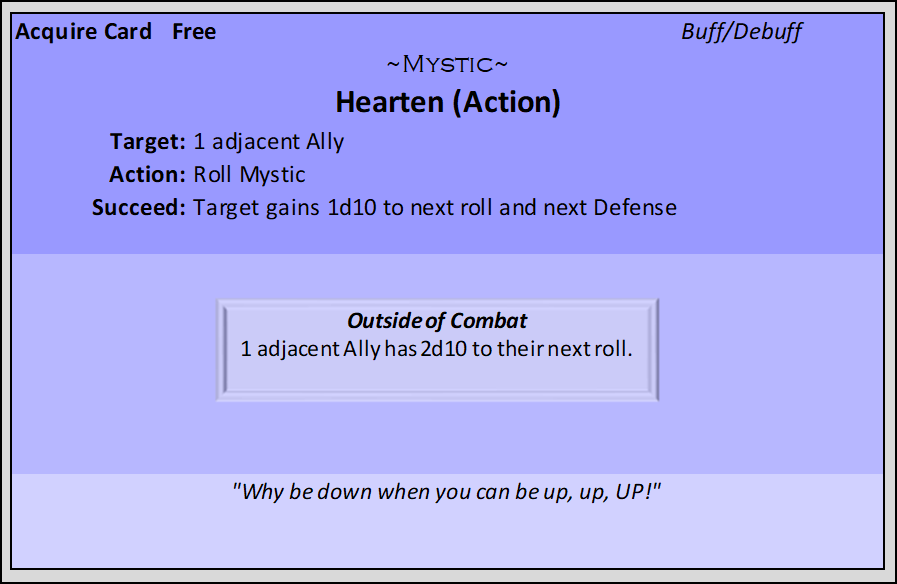 Acquire Card Free Buff/Debuff
~Mystic~
Hearten (Action)
Target: 1 adjacent Ally
Action: Roll Mystic
Succeed: Target gains 1d10 to next roll and next Defense
Outside of Combat
1 adjacent Ally has 2d10 to their next roll.
"Why be down when you can be up, up, UP!"